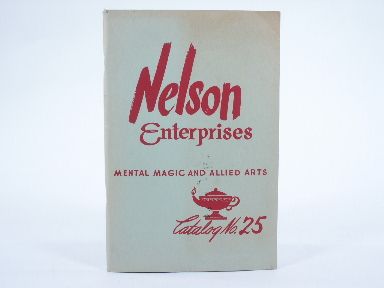 Nelson
Enterprises
MENTAL MAGIC AND ALLIED ARTS
Catalog No. 25